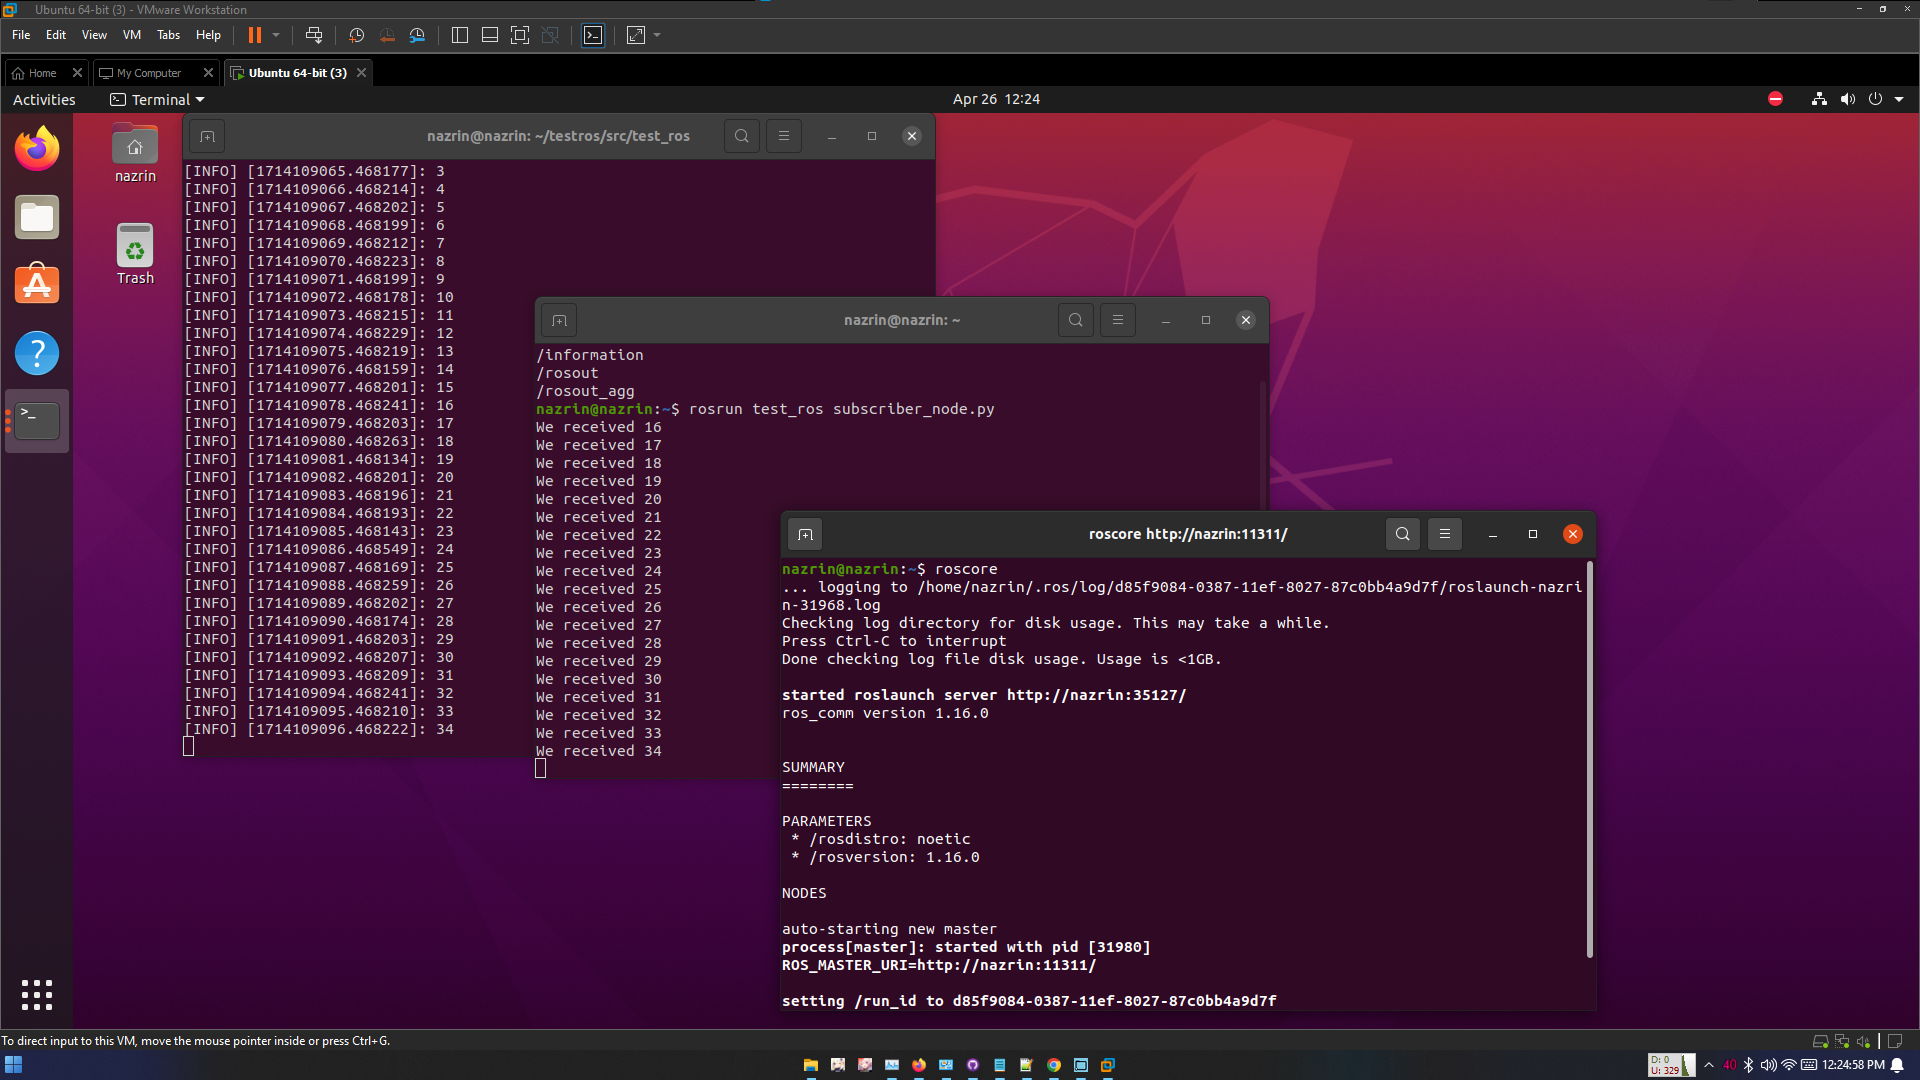 Ubuntu 64-bit (3) - VMware Workstation
File Edit View VM Tabs Help
Home My Computer Ubuntu 64-bit (3)
Activities Terminal Apr 26 12:24
nazrin
Trash
nazrin@nazrin: ~/testros/src/test_ros
[INFO] [1714109065.468177]: 3
[INFO] [1714109066.468214]: 4
[INFO] [1714109067.468202]: 5
[INFO] [1714109068.468199]: 6
[INFO] [1714109069.468212]: 7
[INFO] [1714109070.468223]: 8
[INFO] [1714109071.468199]: 9
[INFO] [1714109072.468178]: 10
[INFO] [1714109073.468215]: 11
[INFO] [1714109074.468229]: 12
[INFO] [1714109075.468219]: 13
[INFO] [1714109076.468159]: 14
[INFO] [1714109077.468201]: 15
[INFO] [1714109078.468241]: 16
[INFO] [1714109079.468203]: 17
[INFO] [1714109080.468263]: 18
[INFO] [1714109081.468134]: 19
[INFO] [1714109082.468201]: 20
[INFO] [1714109083.468196]: 21
[INFO] [1714109084.468193]: 22
[INFO] [1714109085.468143]: 23
[INFO] [1714109086.468549]: 24
[INFO] [1714109087.468169]: 25
[INFO] [1714109088.468259]: 26
[INFO] [1714109089.468202]: 27
[INFO] [1714109090.468174]: 28
[INFO] [1714109091.468203]: 29
[INFO] [1714109092.468207]: 30
[INFO] [1714109093.468209]: 31
[INFO] [1714109094.468241]: 32
[INFO] [1714109095.468210]: 33
[INFO] [1714109096.468222]: 34
nazrin@nazrin: ~
/information
/rosout
/rosout_agg
nazrin@nazrin:~$ rosrun test_ros subscriber_node.py
We received 16
We received 17
We received 18
We received 19
We received 20
We received 21
We received 22
We received 23
We received 24
We received 25
We received 26
We received 27
We received 28
We received 29
We received 30
We received 31
We received 32
We received 33
We received 34
roscore http://nazrin:11311/
nazrin@nazrin:~$ roscore
... logging to /home/nazrin/.ros/log/d85f9084-0387-11ef-8027-87c0bb4a9d7f/roslaunch-nazri
n-31968.log
Checking log directory for disk usage. This may take a while.
Press Ctrl-C to interrupt
Done checking log file disk usage. Usage is <1GB.
started roslaunch server http://nazrin:35127/
ros_comm version 1.16.0
SUMMARY
========
PARAMETERS
* /rosdistro: noetic
* /rosversion: 1.16.0
NODES
auto-starting new master
process[master]: started with pid [31980]
ROS_MASTER_URI=http://nazrin:11311/
setting /run_id to d85f9084-0387-11ef-8027-87c0bb4a9d7f
To direct input to this VM, move the mouse pointer inside or press Ctrl+G.
D: 0
U: 329
40
12:24:58 PM